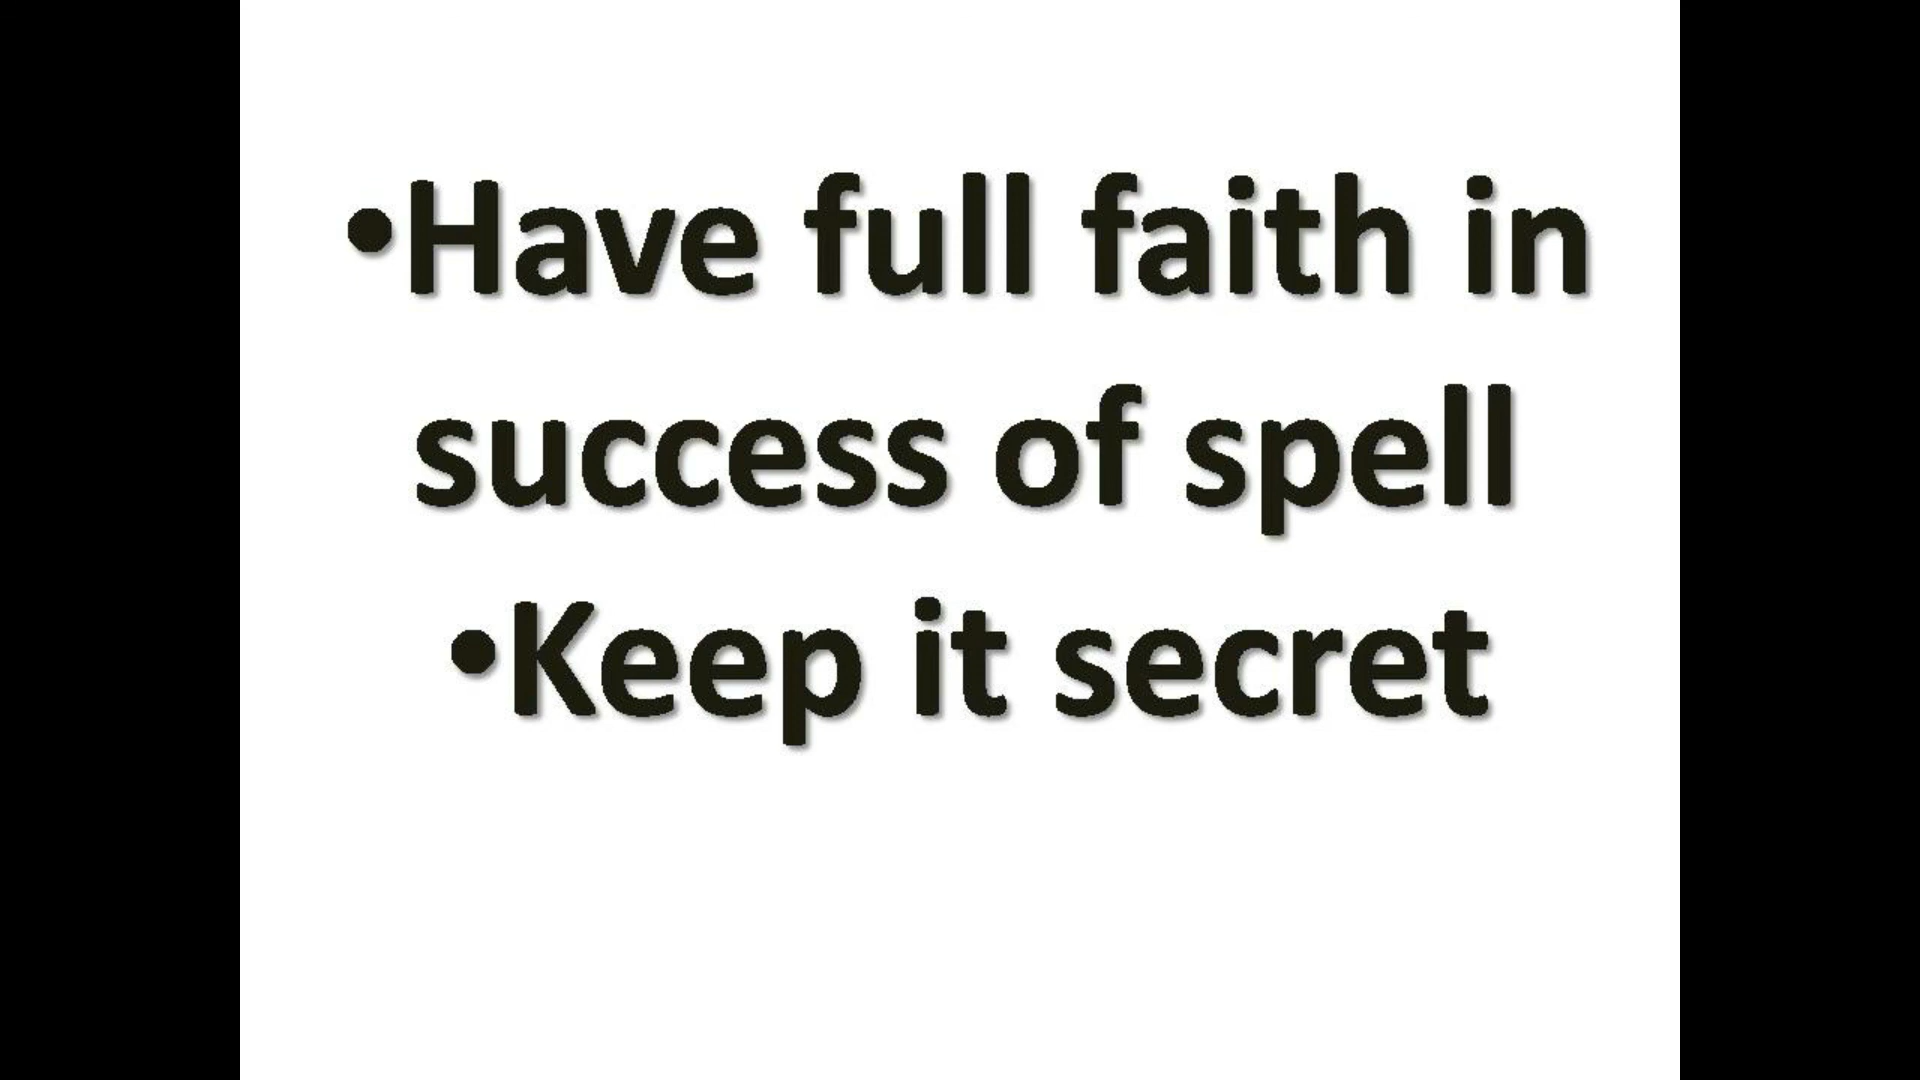 •Have full faith in
success of spell
•Keep it secret